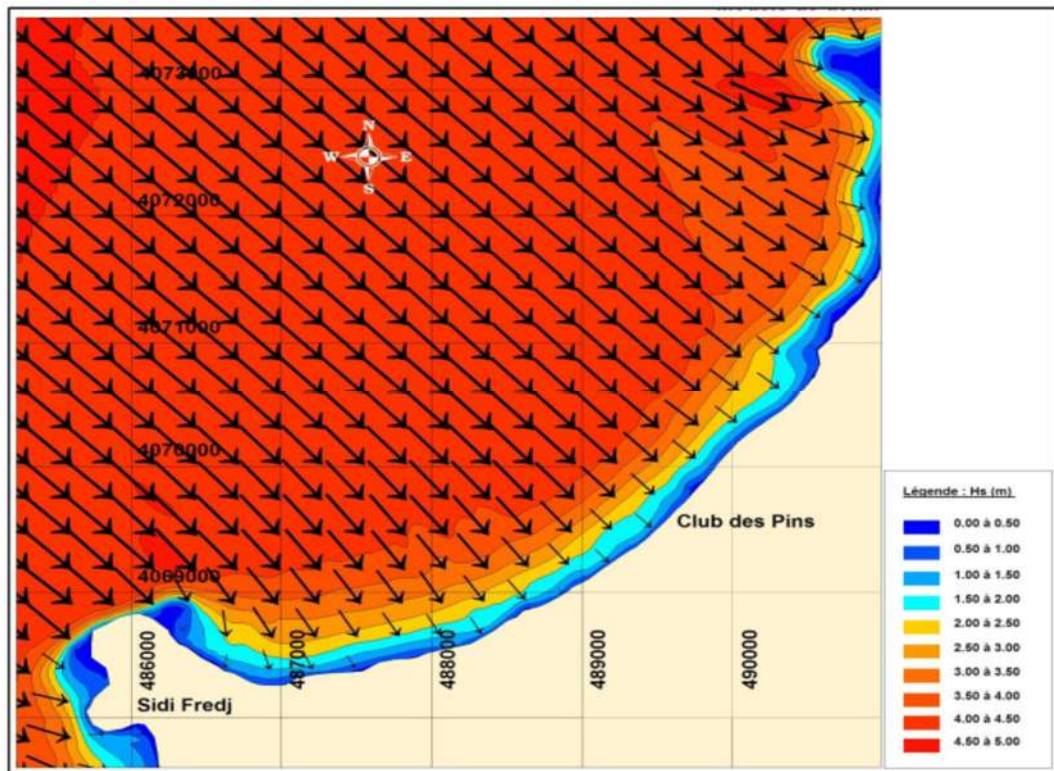 4073000
N
W E
S
4072000
4071000
4070000
4069000
Club des Pins
Sidi Fredj
486000
487000
488000
489000
490000
Légende : Hs (m)
0.00 à 0.50
0.50 à 1.00
1.00 à 1.50
1.50 à 2.00
2.00 à 2.50
2.50 à 3.00
3.00 à 3.50
3.50 à 4.00
4.00 à 4.50
4.50 à 5.00